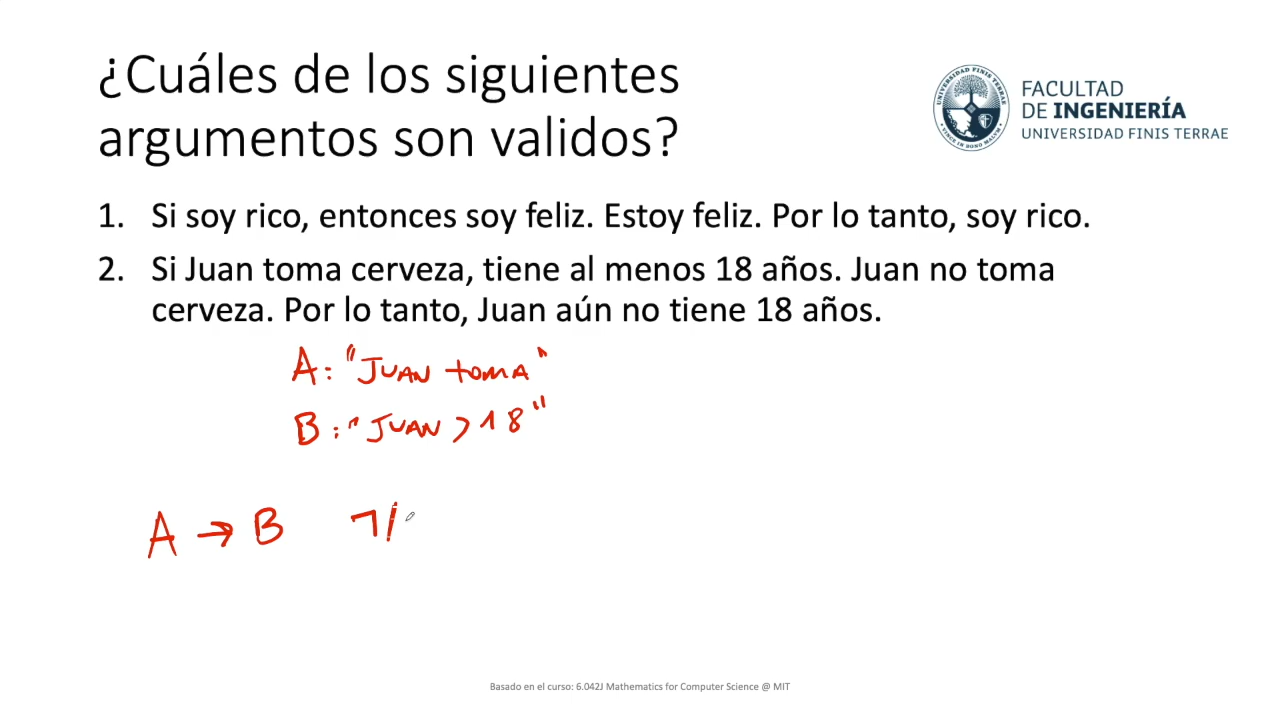 ¿Cuáles de los siguientes
argumentos son validos?
FACULTAD
DE INGENIERÍA
UNIVERSIDAD FINIS TERRAE
1. Si soy rico, entonces soy feliz. Estoy feliz. Por lo tanto, soy rico.
2. Si Juan toma cerveza, tiene al menos 18 años. Juan no toma
cerveza. Por lo tanto, Juan aún no tiene 18 años.
A: "JUAN TOMA"
B: "JUAN > 18"
A → B ¬
Basado en el curso: 6.042J Mathematics for Computer Science @ MIT